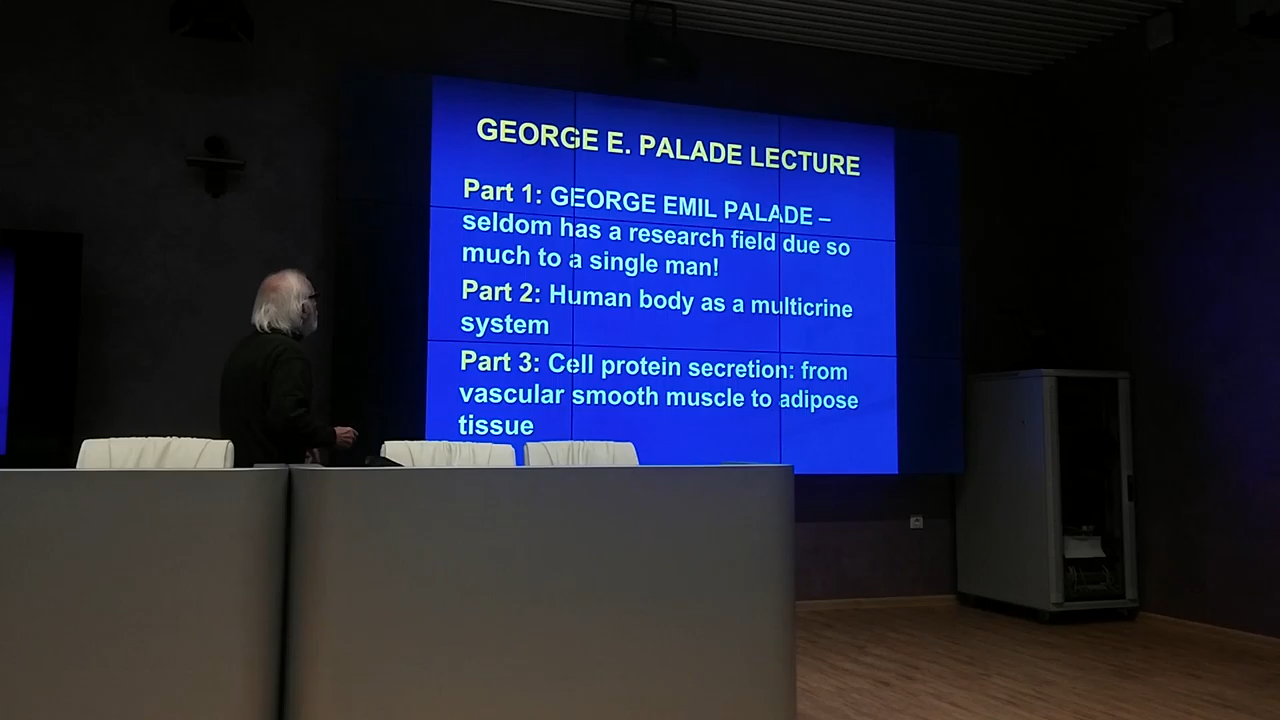 GEORGE E. PALADE LECTURE
Part 1: GEORGE EMIL PALADE –
seldom has a research field due so
much to a single man!
Part 2: Human body as a multicrine
system
Part 3: Cell protein secretion: from
vascular smooth muscle to adipose
tissue